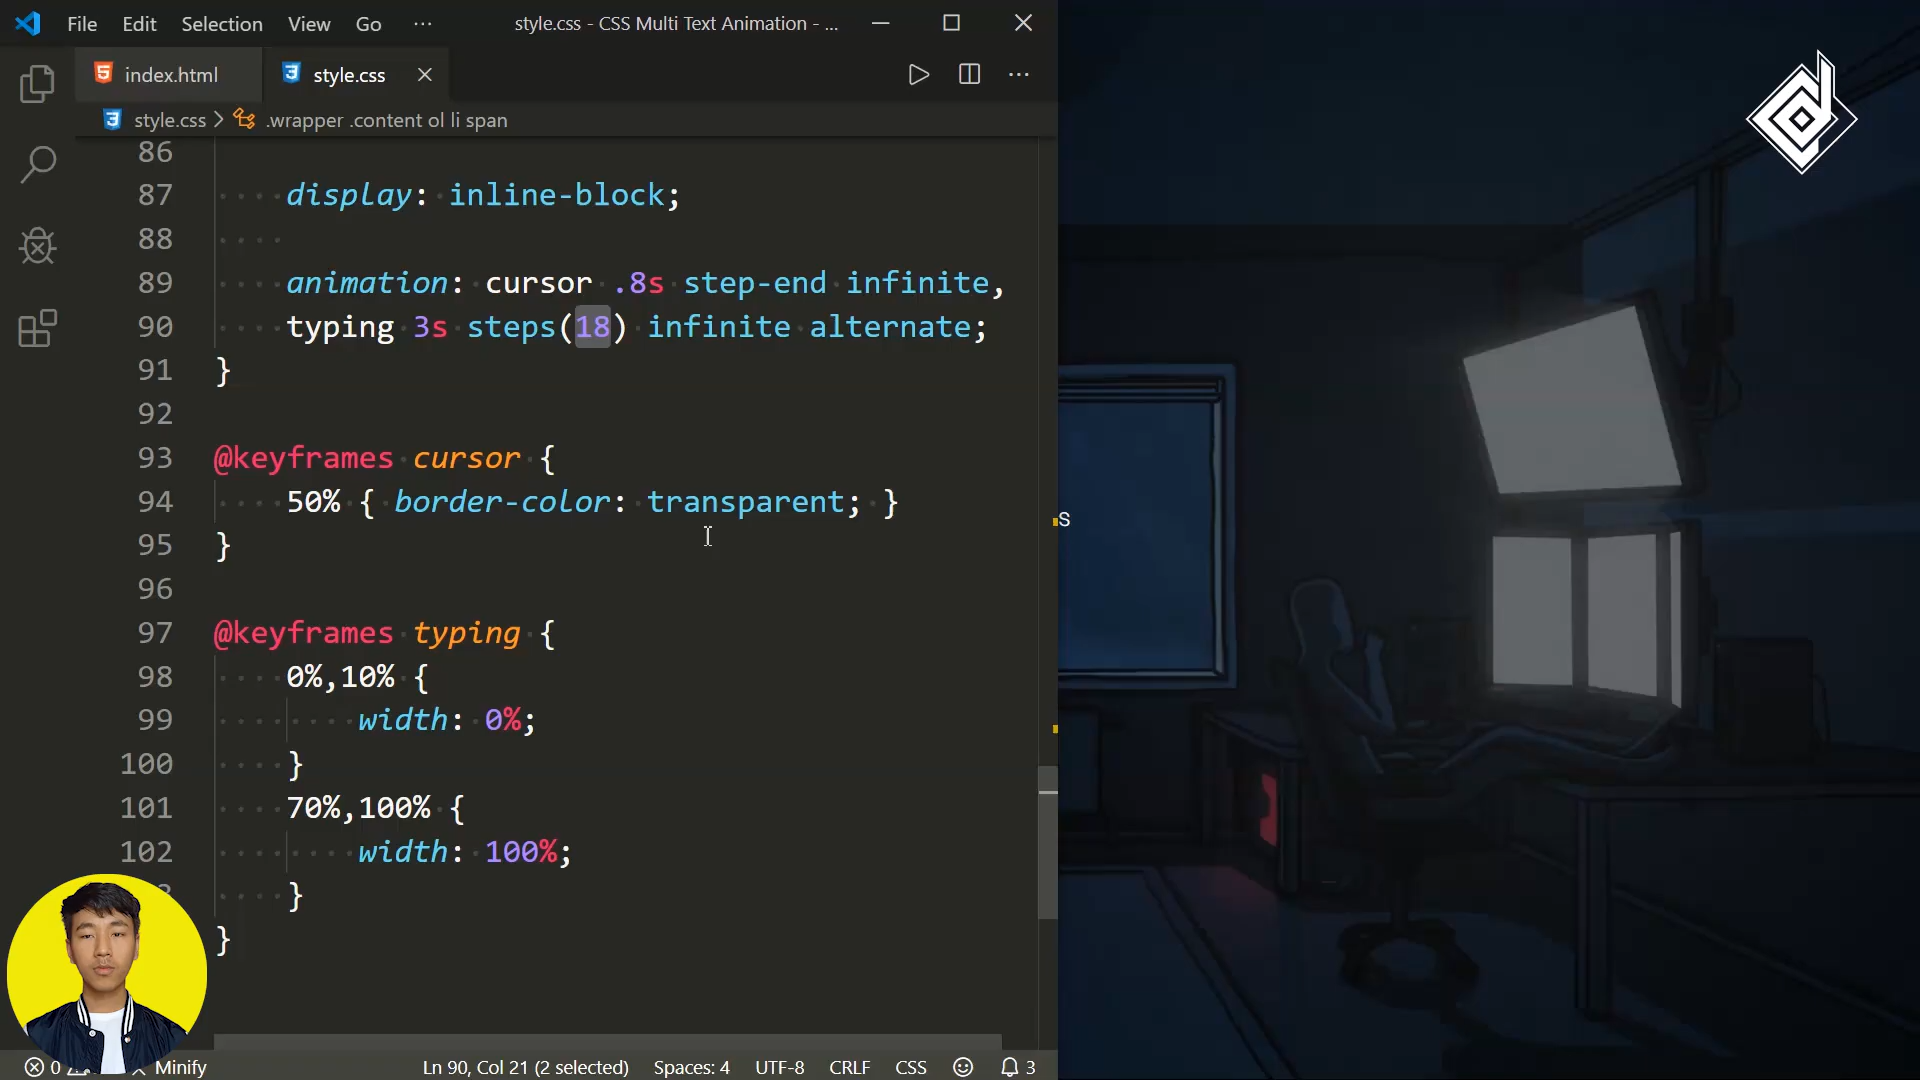 File Edit Selection View Go ··· style.css - CSS Multi Text Animation - ...
index.html style.css
style.css > .wrapper .content ol li span
86
87 display: inline-block;
88
89 animation: cursor .8s step-end infinite,
90 typing 3s steps(18) infinite alternate;
91 }
92
93 @keyframes cursor {
94 50% { border-color: transparent; }
95 }
96
97 @keyframes typing {
98 0%,10% {
99 width: 0%;
100 }
101 70%,100% {
102 width: 100%;
3 }
}
s
0 Minify Ln 90, Col 21 (2 selected) Spaces: 4 UTF-8 CRLF CSS 3